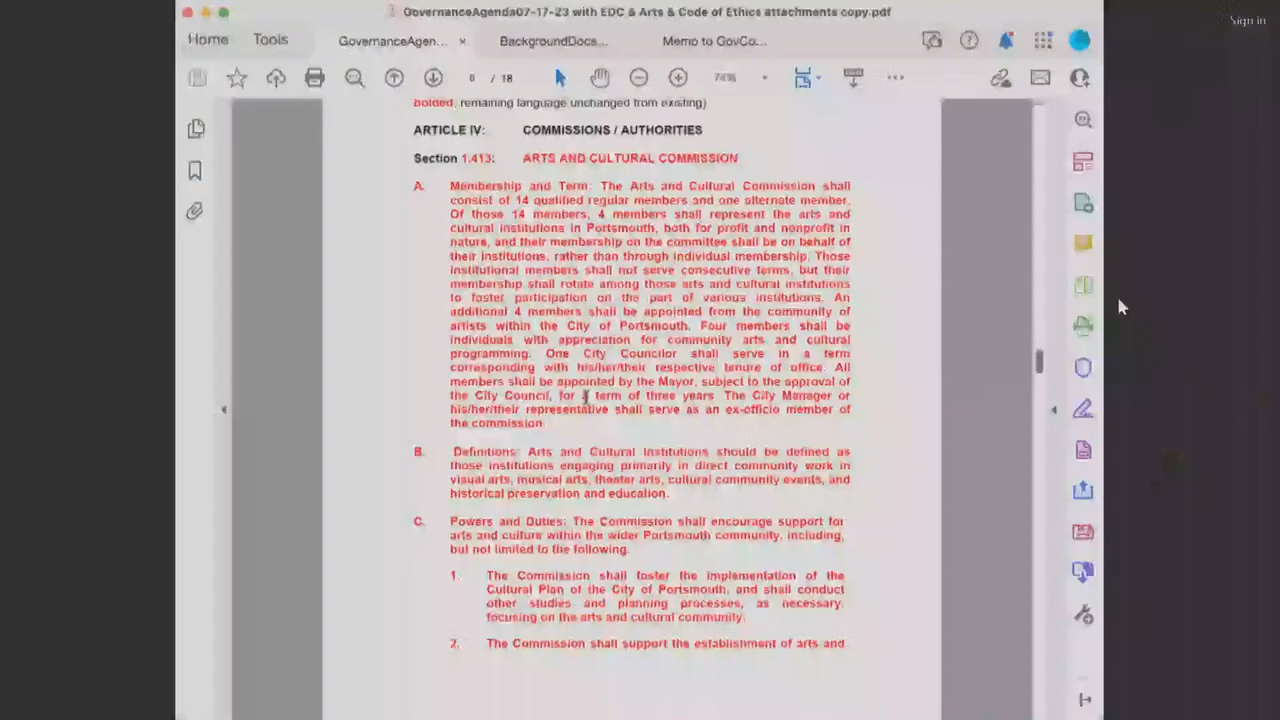 Sign in
GovernanceAgenda07-17-23 with EDC & Arts & Code of Ethics attachments copy.pdf
Home Tools GovernanceAgen... × BackgroundDocs... Memo to GovCo...
/ 18 74%
bolded; remaining language unchanged from existing)
ARTICLE IV: COMMISSIONS / AUTHORITIES
Section 1.413: ARTS AND CULTURAL COMMISSION
A. Membership and Term: The Arts and Cultural Commission shall
consist of 14 qualified regular members and one alternate member.
Of those 14 members, 4 members shall represent the arts and
cultural institutions in Portsmouth, both for profit and nonprofit in
nature, and their membership on the committee shall be on behalf of
their institutions, rather than through individual membership. Those
institutional members shall not serve consecutive terms, but their
membership shall rotate among those arts and cultural institutions
to foster participation on the part of various institutions. An
additional 4 members shall be appointed from the community of
artists within the City of Portsmouth. Four members shall be
individuals with appreciation for community arts and cultural
programming. One City Councilor shall serve in a term
corresponding with his/her/their respective tenure of office. All
members shall be appointed by the Mayor, subject to the approval of
the City Council, for a term of three years. The City Manager or
his/her/their representative shall serve as an ex-officio member of
the commission
B. Definitions: Arts and Cultural Institutions should be defined as
those institutions engaging primarily in direct community work in
visual arts, musical arts, theater arts, cultural community events, and
historical preservation and education.
C. Powers and Duties: The Commission shall encourage support for
arts and culture within the wider Portsmouth community, including,
but not limited to the following.
1. The Commission shall foster the implementation of the
Cultural Plan of the City of Portsmouth, and shall conduct
other studies and planning processes, as necessary,
focusing on the arts and cultural community.
2. The Commission shall support the establishment of arts and